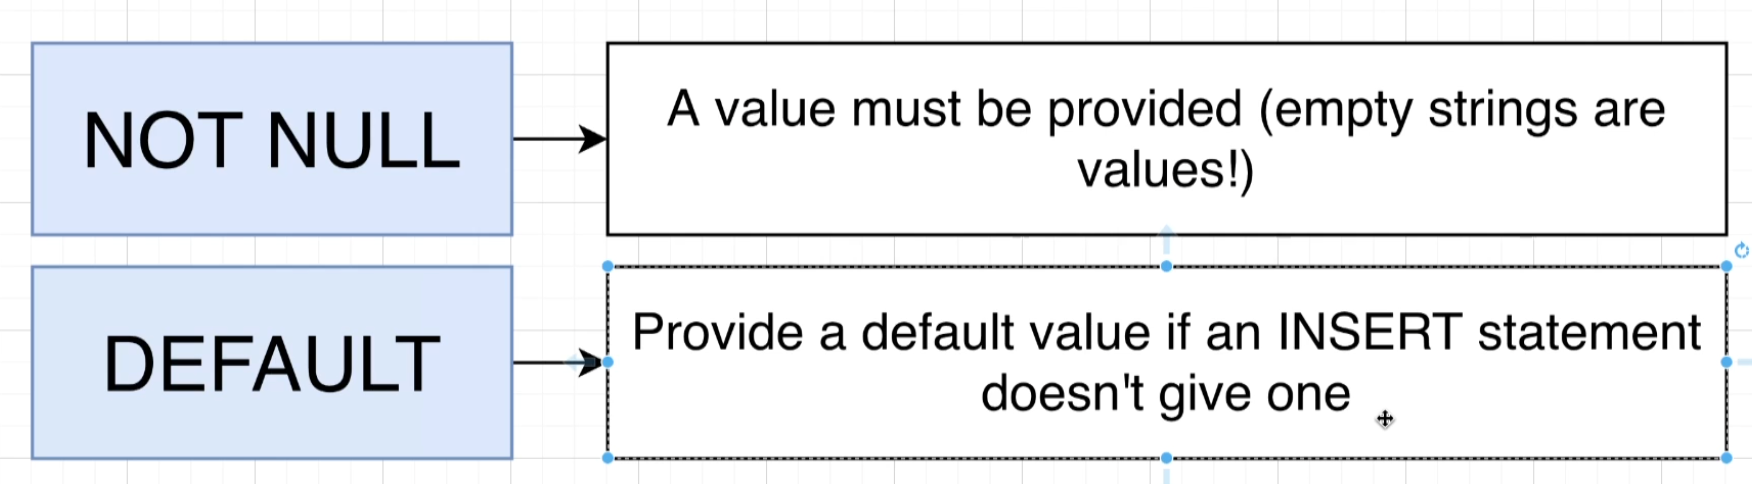 NOT NULL
A value must be provided (empty strings are
values!)
DEFAULT
Provide a default value if an INSERT statement
doesn't give one